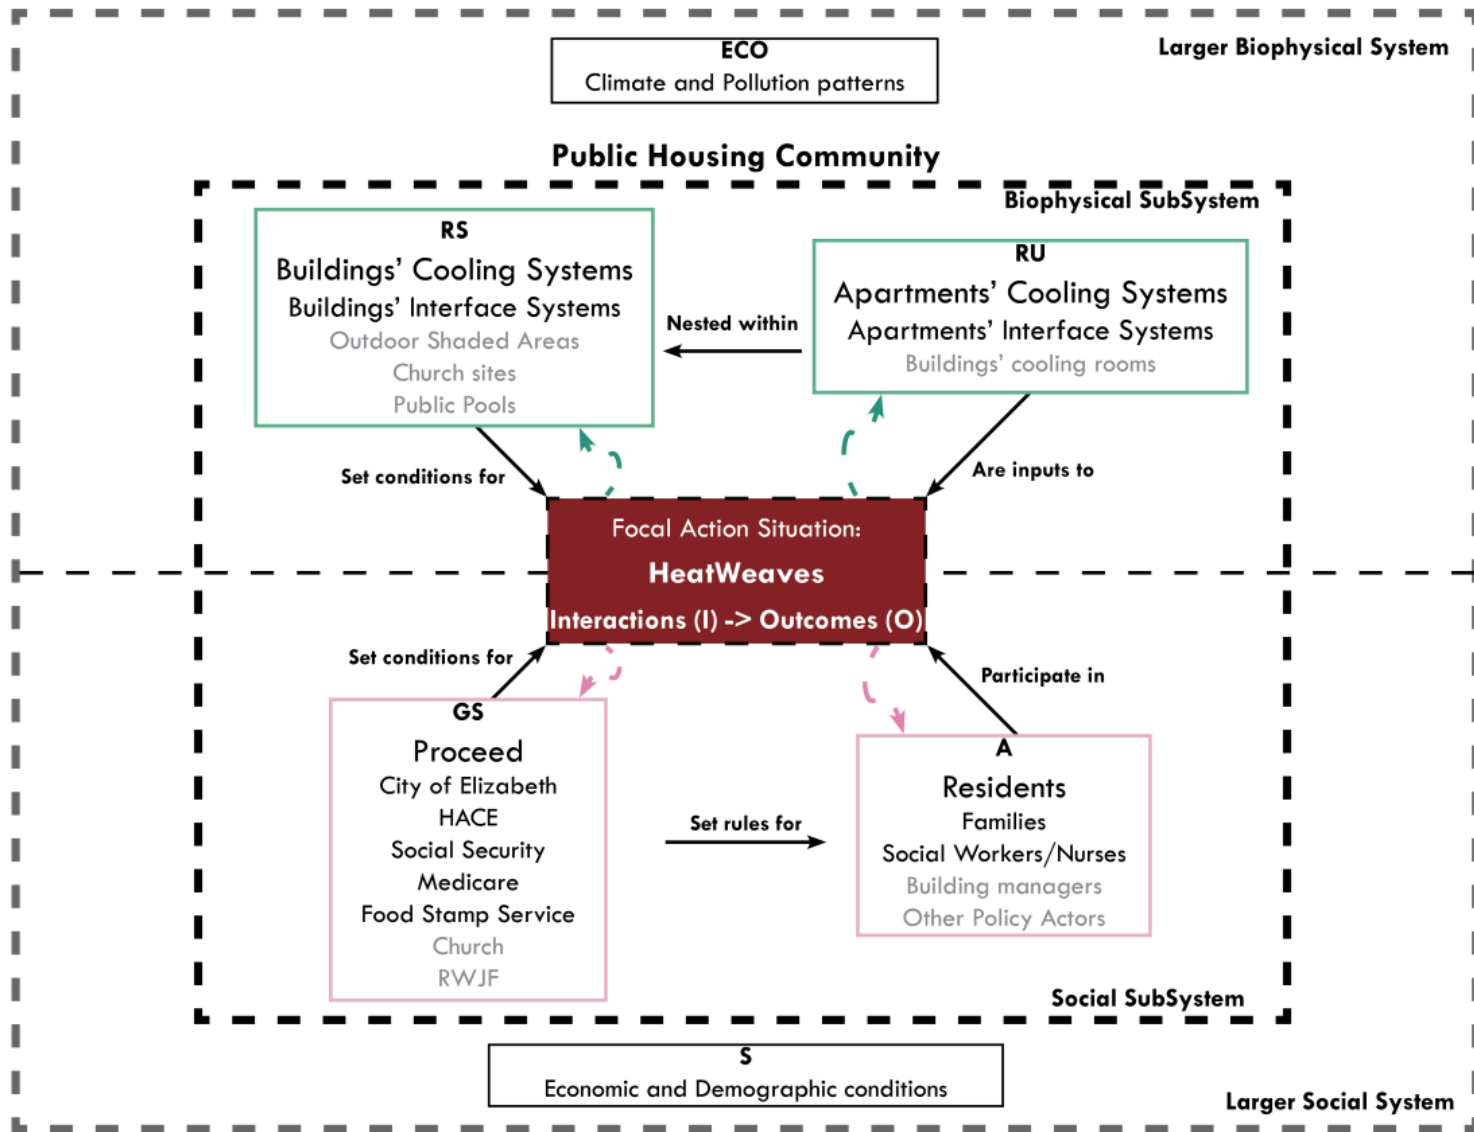 Larger Biophysical System
ECO
Climate and Pollution patterns
Public Housing Community
Biophysical SubSystem
RS
Buildings' Cooling Systems
Buildings' Interface Systems
Outdoor Shaded Areas
Church sites
Public Pools
Nested within
RU
Apartments' Cooling Systems
Apartments' Interface Systems
Buildings' cooling rooms
Set conditions for
Are inputs to
Focal Action Situation:
HeatWeaves
Interactions (I) -> Outcomes (O)
Set conditions for
Participate in
GS
Proceed
City of Elizabeth
HACE
Social Security
Medicare
Food Stamp Service
Church
RWJF
Set rules for
A
Residents
Families
Social Workers/Nurses
Building managers
Other Policy Actors
Social SubSystem
S
Economic and Demographic conditions
Larger Social System